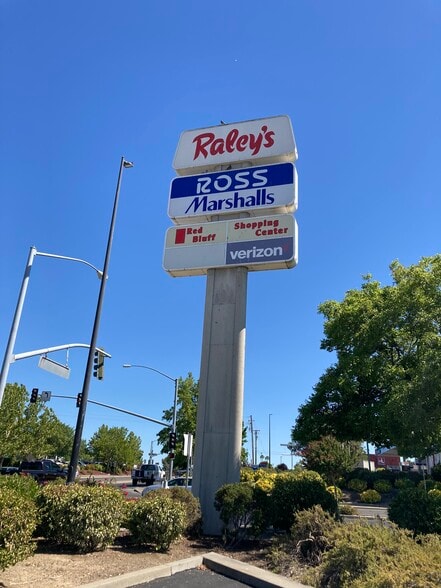 Raley's
ROSS
Marshalls
Red Bluff
Shopping Center
verizon